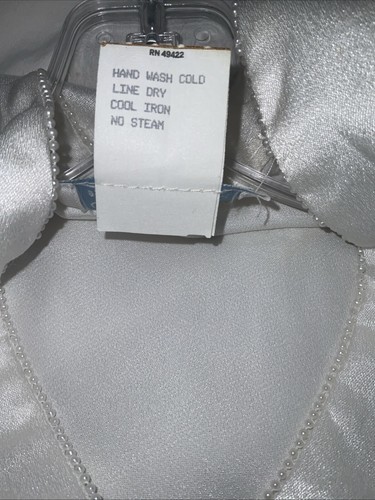 RN 49422
HAND WASH COLD
LINE DRY
COOL IRON
NO STEAM